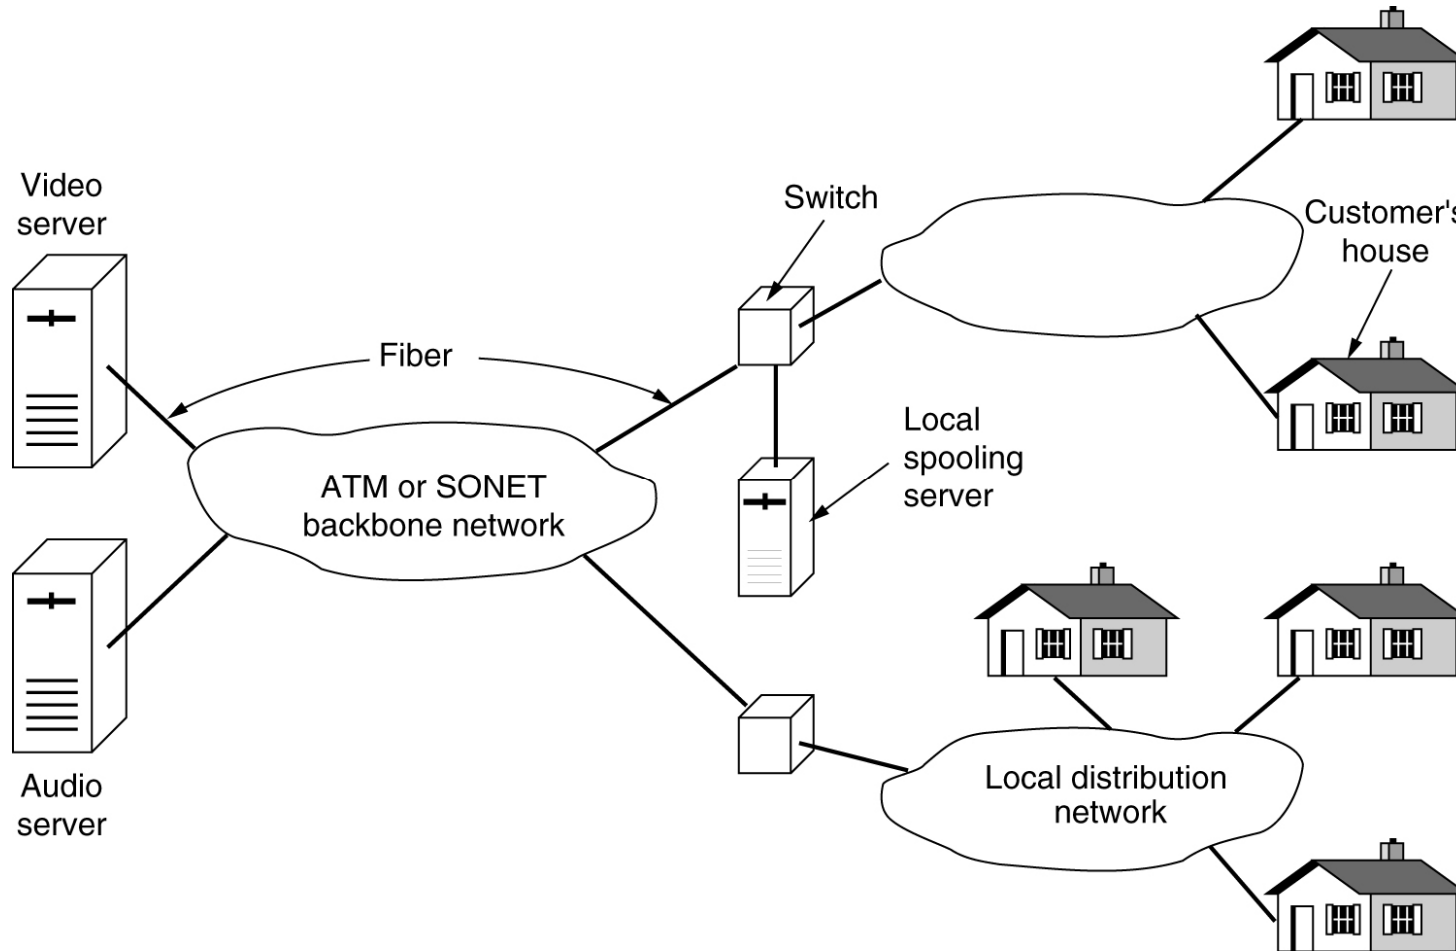 Video
server
Switch
Customer's
house
Fiber
Local
spooling
server
ATM or SONET
backbone network
Audio
server
Local distribution
network